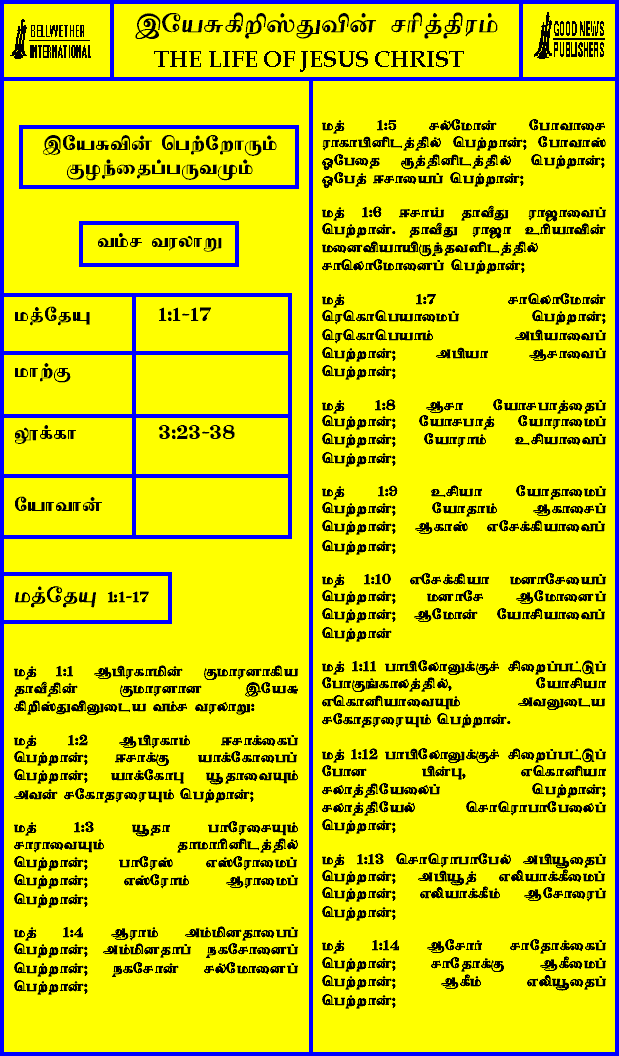 BELLWETHER
INTERNATIONAL
இயேசுகிறிஸ்துவின் சரித்திரம்
THE LIFE OF JESUS CHRIST
GOOD NEWS
PUBLISHERS
இயேசுவின் பெற்றோரும்
குழந்தைப்பருவமும்
வம்ச வரலாறு
மத்தேயு 1:1-17
மாற்கு
லூக்கா 3:23-38
யோவான்
மத்தேயு 1:1-17
மத் 1:1 ஆபிரகாமின் குமாரனாகிய
தாவீதின் குமாரனான இயேசு
கிறிஸ்துவினுடைய வம்ச வரலாறு:
மத் 1:2 ஆபிரகாம் ஈசாக்கைப்
பெற்றான்; ஈசாக்கு யாக்கோபைப்
பெற்றான்; யாக்கோபு யூதாவையும்
அவன் சகோதரரையும் பெற்றான்;
மத் 1:3 யூதா பாரேசையும்
சாராவையும் தாமாரினிடத்தில்
பெற்றான்; பாரேஸ் எஸ்ரோமைப்
பெற்றான்; எஸ்ரோம் ஆராமைப்
பெற்றான்;
மத் 1:4 ஆராம் அம்மினதாபைப்
பெற்றான்; அம்மினதாப் நகசோனைப்
பெற்றான்; நகசோன் சல்மோனைப்
பெற்றான்;
மத் 1:5 சல்மோன் போவாசை
ராகாபினிடத்தில் பெற்றான்; போவாஸ்
ஓபேதை ரூத்தினிடத்தில் பெற்றான்;
ஓபேத் ஈசாயைப் பெற்றான்;
மத் 1:6 ஈசாய் தாவீது ராஜாவைப்
பெற்றான். தாவீது ராஜா உரியாவின்
மனைவியாயிருந்தவளிடத்தில்
சாலொமோனைப் பெற்றான்;
மத் 1:7 சாலொமோன்
ரெகொபெயாமைப் பெற்றான்;
ரெகொபெயாம் அபியாவைப்
பெற்றான்; அபியா ஆசாவைப்
பெற்றான்;
மத் 1:8 ஆசா யோசபாத்தைப்
பெற்றான்; யோசபாத் யோராமைப்
பெற்றான்; யோராம் உசியாவைப்
பெற்றான்;
மத் 1:9 உசியா யோதாமைப்
பெற்றான்; யோதாம் ஆகாசைப்
பெற்றான்; ஆகாஸ் எசேக்கியாவைப்
பெற்றான்;
மத் 1:10 எசேக்கியா மனாசேயைப்
பெற்றான்; மனாசே ஆமோனைப்
பெற்றான்; ஆமோன் யோசியாவைப்
பெற்றான்
மத் 1:11 பாபிலோனுக்குச் சிறைப்பட்டுப்
போகுங்காலத்தில், யோசியா
எகொனியாவையும் அவனுடைய
சகோதரரையும் பெற்றான்.
மத் 1:12 பாபிலோனுக்குச் சிறைப்பட்டுப்
போன பின்பு, எகொனியா
சலாத்தியேலைப் பெற்றான்;
சலாத்தியேல் சொரொபாபேலைப்
பெற்றான்;
மத் 1:13 சொரொபாபேல் அபியூதைப்
பெற்றான்; அபியூத் எலியாக்கீமைப்
பெற்றான்; எலியாக்கீம் ஆசோரைப்
பெற்றான்;
மத் 1:14 ஆசோர் சாதோக்கைப்
பெற்றான்; சாதோக்கு ஆகீமைப்
பெற்றான்; ஆகீம் எலியூதைப்
பெற்றான்;